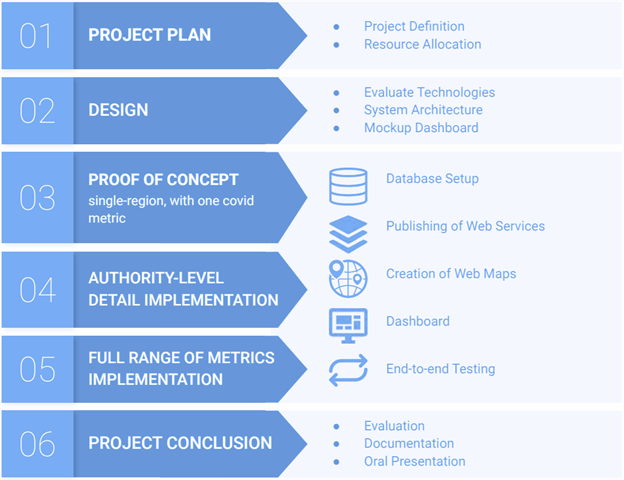 01
PROJECT PLAN
Project Definition
Resource Allocation
02
DESIGN
Evaluate Technologies
System Architecture
Mockup Dashboard
03
PROOF OF CONCEPT
single-region, with one covid
metric
04
AUTHORITY-LEVEL
DETAIL IMPLEMENTATION
05
FULL RANGE OF METRICS
IMPLEMENTATION
Database Setup
Publishing of Web Services
Creation of Web Maps
Dashboard
End-to-end Testing
06
PROJECT CONCLUSION
Evaluation
Documentation
Oral Presentation